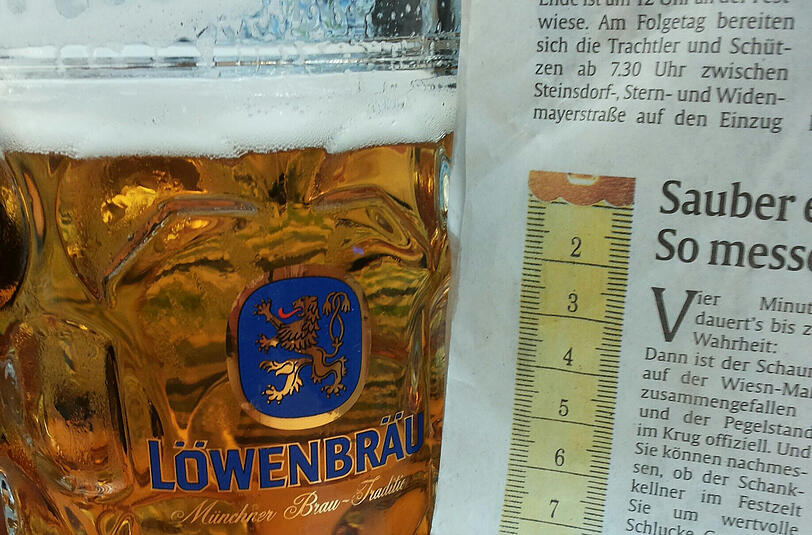 LÖWENBRÄU
Münchner Brau-Tradition
wiese. Am Folgetag bereiten
sich die Trachtler und Schüt-
zen ab 7.30 Uhr zwischen
Steinsdorf-, Stern- und Widen-
mayerstraße auf den Einzug
2
3
4
5
6
7
Sauber e
So messe
Vier Minut
dauert's bis z
Wahrheit:
Dann ist der Schaum
auf der Wiesn-Maß
zusammengefallen
und der Pegelstand
im Krug offiziell. Und
Sie können nachmes-
sen, ob der Schank-
kellner im Festzelt
Sie um wertvolle
Schlucke